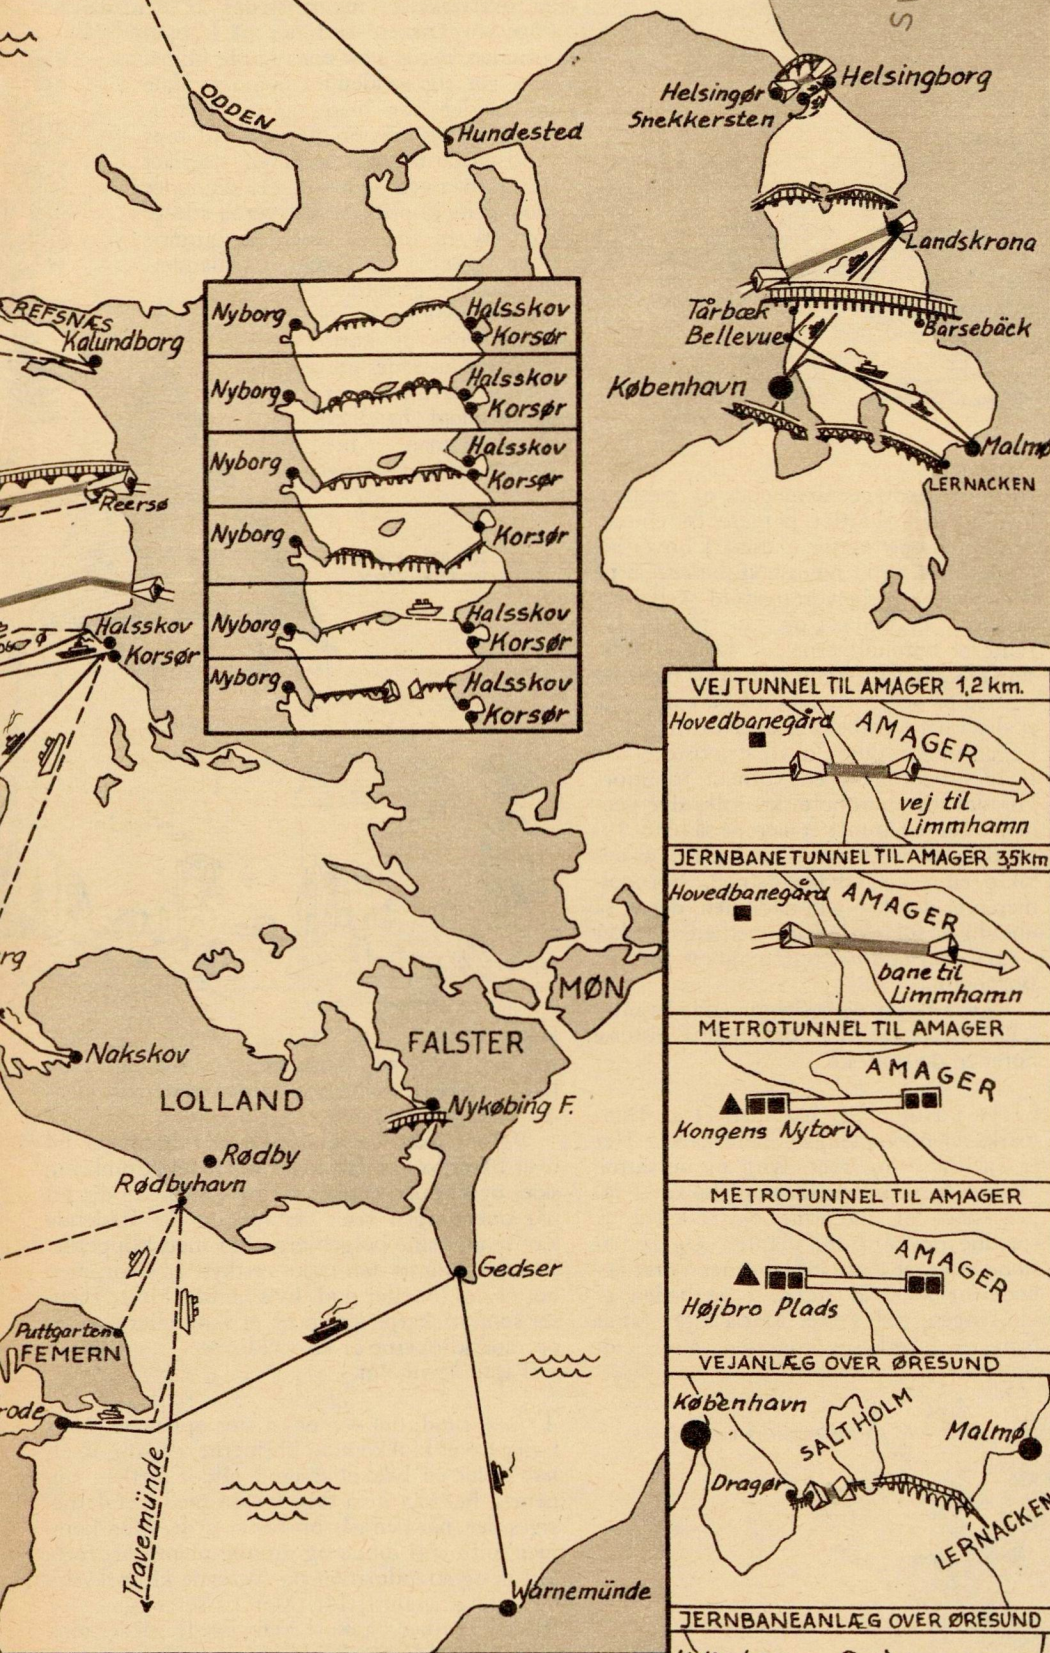 ODDEN
Hundested
Helsingør
Snekkersten
Helsingborg
Landskrona
REFSNÆS
Kalundborg
Tårbæk
Bellevue
Barsebäck
København
Malmø
LERNACKEN
Reersø
Halsskov
Korsør
Nyborg
Halsskov
Korsør
Nyborg
Halsskov
Korsør
Nyborg
Halsskov
Korsør
Nyborg
Korsør
Nyborg
Halsskov
Korsør
Nyborg
Halsskov
Korsør
VEJTUNNEL TIL AMAGER 1,2 km.
Hovedbanegård AMAGER
vej til
Limmhamn
JERNBANETUNNEL TIL AMAGER 3,5 km
Hovedbanegård AMAGER
bane til
Limmhamn
METROTUNNEL TIL AMAGER
AMAGER
Kongens Nytorv
METROTUNNEL TIL AMAGER
AMAGER
Højbro Plads
VEJANLÆG OVER ØRESUND
København
SALTHOLM
Malmø
Dragør
LERNACKEN
JERNBANEANLÆG OVER ØRESUND
MØN
FALSTER
Nakskov
LOLLAND
Nykøbing F.
Rødby
Rødbyhavn
Gedser
Puttgarten
FEMERN
rode
Travemünde
Warnemünde